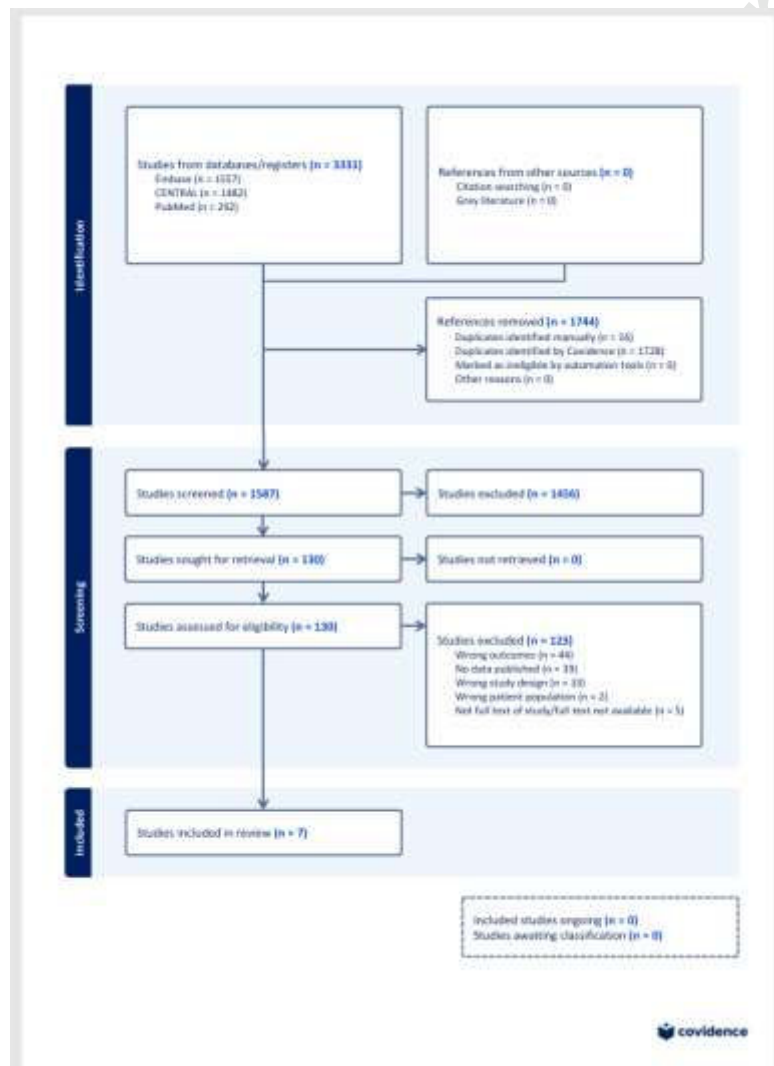 Identification
Studies from databases/registers (n = 3331)
Embase (n = 1557)
CENTRAL (n = 1482)
PubMed (n = 292)
References from other sources (n = 0)
Citation searching (n = 0)
Grey literature (n = 0)
References removed (n = 1744)
Duplicates identified manually (n = 16)
Duplicates identified by Covidence (n = 1728)
Marked as ineligible by automation tools (n = 0)
Other reasons (n = 0)
Screening
Studies screened (n = 1587)
Studies excluded (n = 1456)
Studies sought for retrieval (n = 130)
Studies not retrieved (n = 0)
Studies assessed for eligibility (n = 130)
Studies excluded (n = 123)
Wrong outcomes (n = 44)
No data published (n =
Wrong study design (n =
Wrong patient population (n = 2)
Not full text of study/full text not available (n = 5)
Included
Studies included in review (n = 7)
Included studies ongoing (n = 0)
Studies awaiting classification (n = 0)
covidence